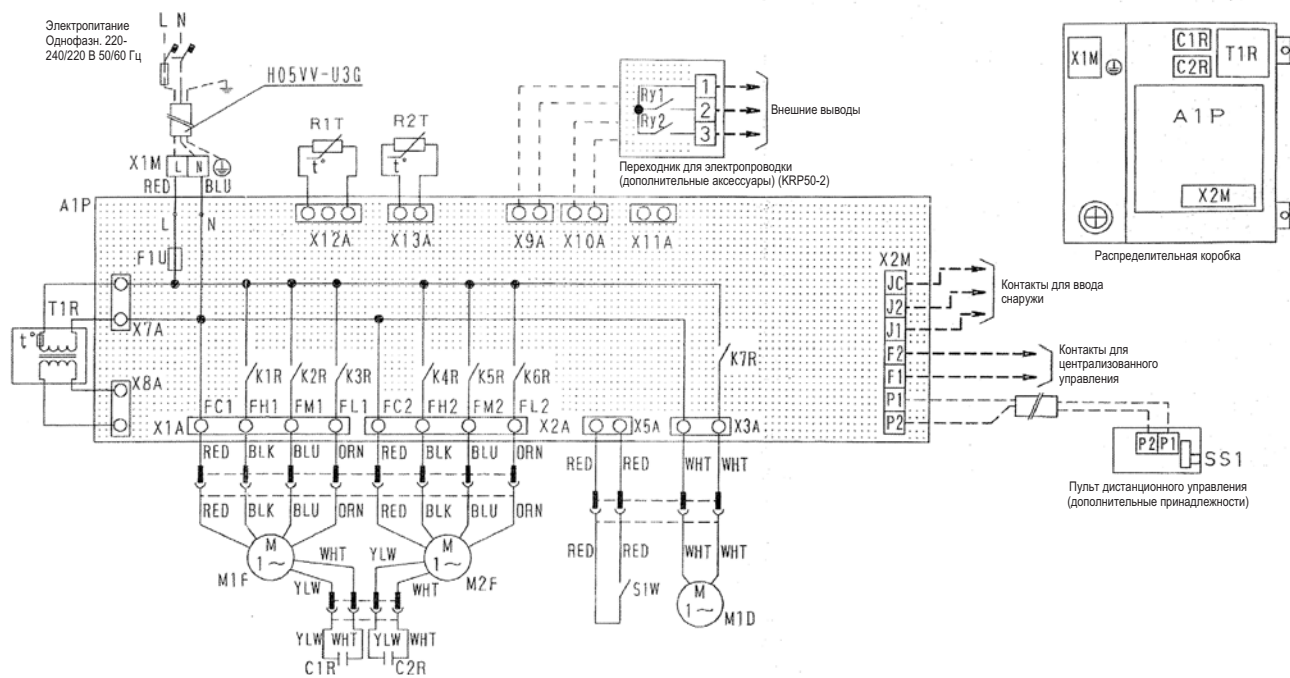 Электропитание
Однофазн. 220-
240/220 В 50/60 Гц
L N
H05VV-U3G
X1M
L N
RED BLU
R1T
t°
R2T
t°
Ry1
Ry2
1
2
3
Внешние выводы
Переходник для электропроводки
(дополнительные аксессуары) (KRP50-2)
X1M
C1R
C2R
T1R
A1P
X2M
Распределительная коробка
A1P
L N
F1U
X12A X13A X9A X10A X11A
X2M
JC
J2
J1
F2
F1
P1
P2
Контакты для ввода
снаружи
Контакты для
централизованного
управления
P2 P1
SS1
Пульт дистанционного управления
(дополнительные принадлежности)
T1R
t°
X7A
X8A
K1R K2R K3R K4R K5R K6R K7R
FC1 FH1 FM1 FL1 FC2 FH2 FM2 FL2
X1A X2A X5A X3A
RED BLK BLU ORN RED BLK BLU ORN RED RED WHT WHT
RED BLK BLU ORN RED BLK BLU ORN
RED RED WHT WHT
M
1~
M1F
WHT YLW
M
1~
M2F
YLW WHT
S1W
M
1~
M1D
YLW WHT YLW WHT
C1R C2R